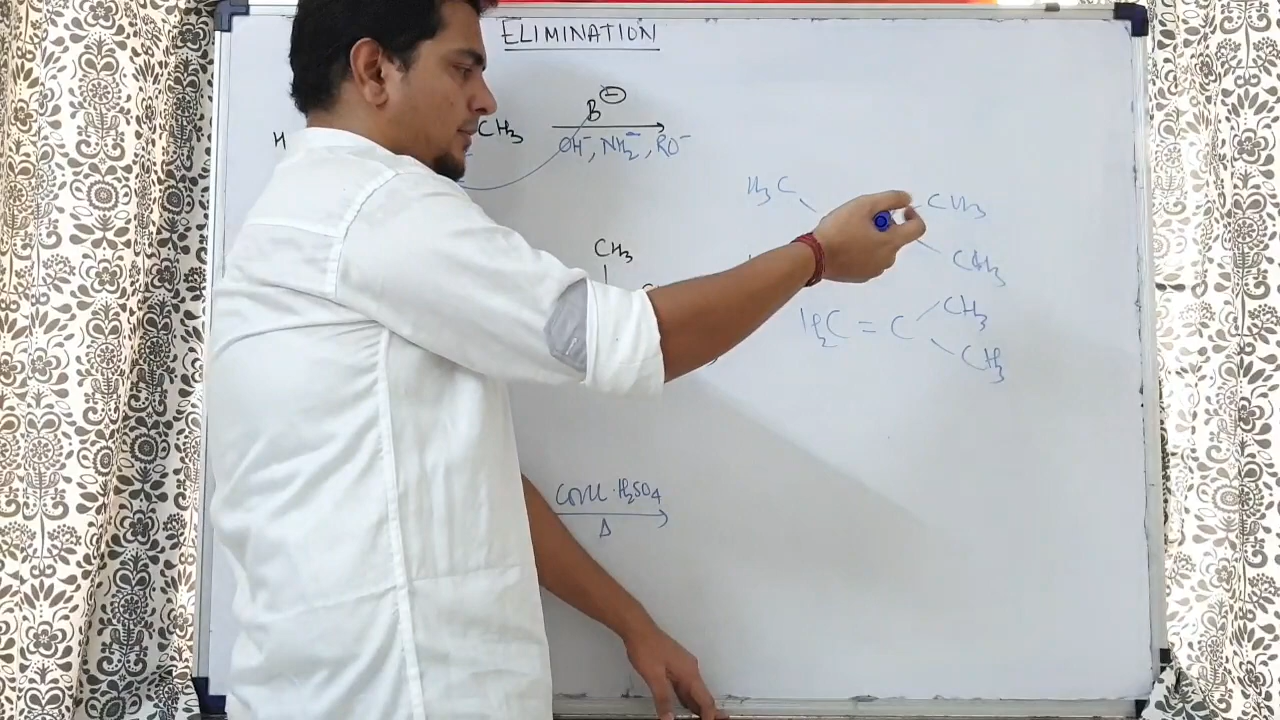 ELIMINATION
B⊖
H
CH3
OH⁻, NH2⁻, RO⁻
H3C
CH3
CH3
CH3
H2C = C
CH3
CH3
Conc. H2SO4
Δ